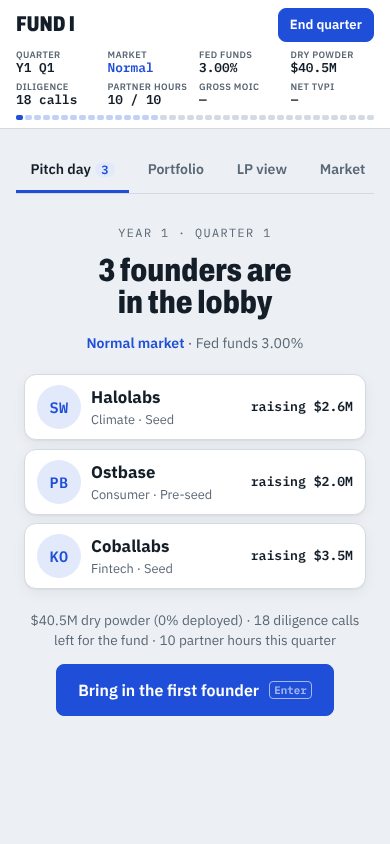 FUND I
End quarter
QUARTER MARKET FED FUNDS DRY POWDER
Y1 Q1 Normal 3.00% $40.5M
DILIGENCE PARTNER HOURS GROSS MOIC NET TVPI
18 calls 10 / 10 — —
Pitch day 3 Portfolio LP view Market
YEAR 1 · QUARTER 1
3 founders are
in the lobby
Normal market · Fed funds 3.00%
SW Halolabs raising $2.6M
Climate · Seed
PB Ostbase raising $2.0M
Consumer · Pre-seed
KO Coballabs raising $3.5M
Fintech · Seed
$40.5M dry powder (0% deployed) · 18 diligence calls
left for the fund · 10 partner hours this quarter
Bring in the first founder Enter